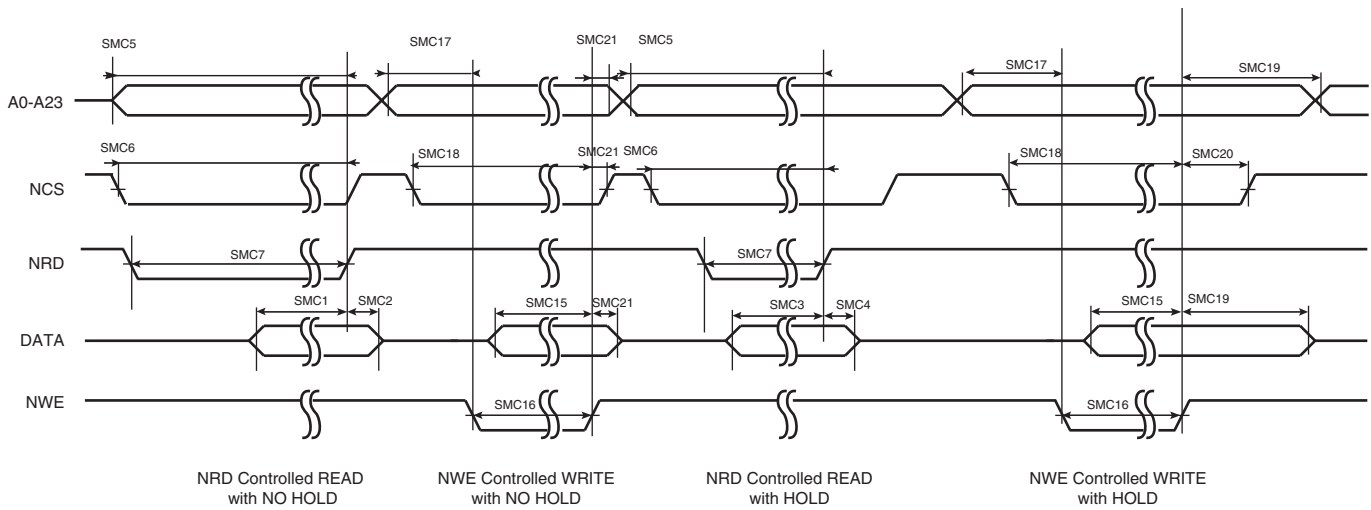 SMC5 SMC17 SMC21 SMC5 SMC17 SMC19
A0-A23
SMC6 SMC18 SMC21 SMC6 SMC18 SMC20
NCS
NRD SMC7 SMC7
SMC1 SMC2 SMC15 SMC21 SMC3 SMC4 SMC15 SMC19
DATA
NWE SMC16 SMC16
NRD Controlled READ
with NO HOLD
NWE Controlled WRITE
with NO HOLD
NRD Controlled READ
with HOLD
NWE Controlled WRITE
with HOLD